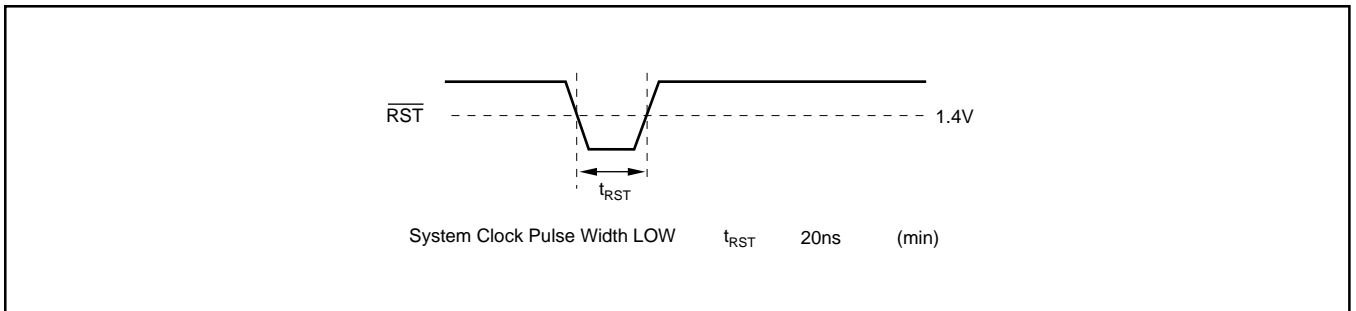 RST
1.4V
tRST
System Clock Pulse Width LOW tRST 20ns (min)